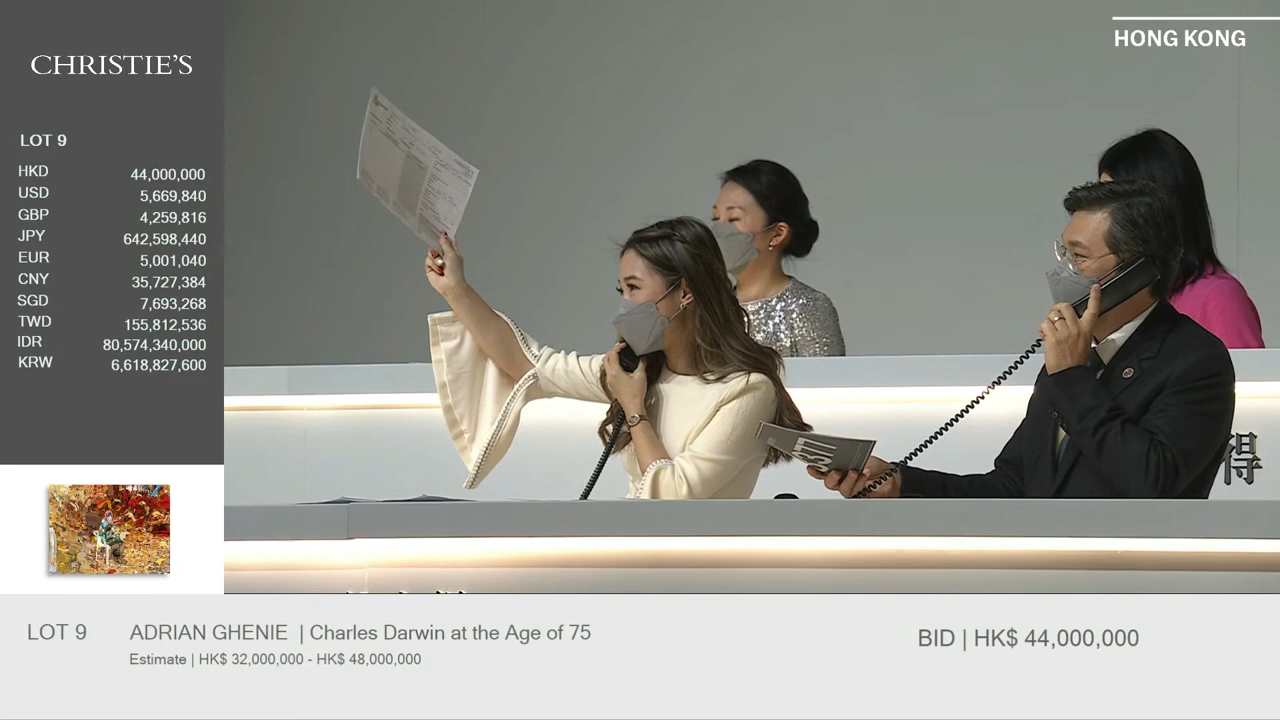 CHRISTIE'S
HONG KONG
LOT 9
HKD 44,000,000
USD 5,669,840
GBP 4,259,816
JPY 642,598,440
EUR 5,001,040
CNY 35,727,384
SGD 7,693,268
TWD 155,812,536
IDR 80,574,340,000
KRW 6,618,827,600
得
LOT 9
ADRIAN GHENIE | Charles Darwin at the Age of 75
Estimate | HK$ 32,000,000 - HK$ 48,000,000
BID | HK$ 44,000,000